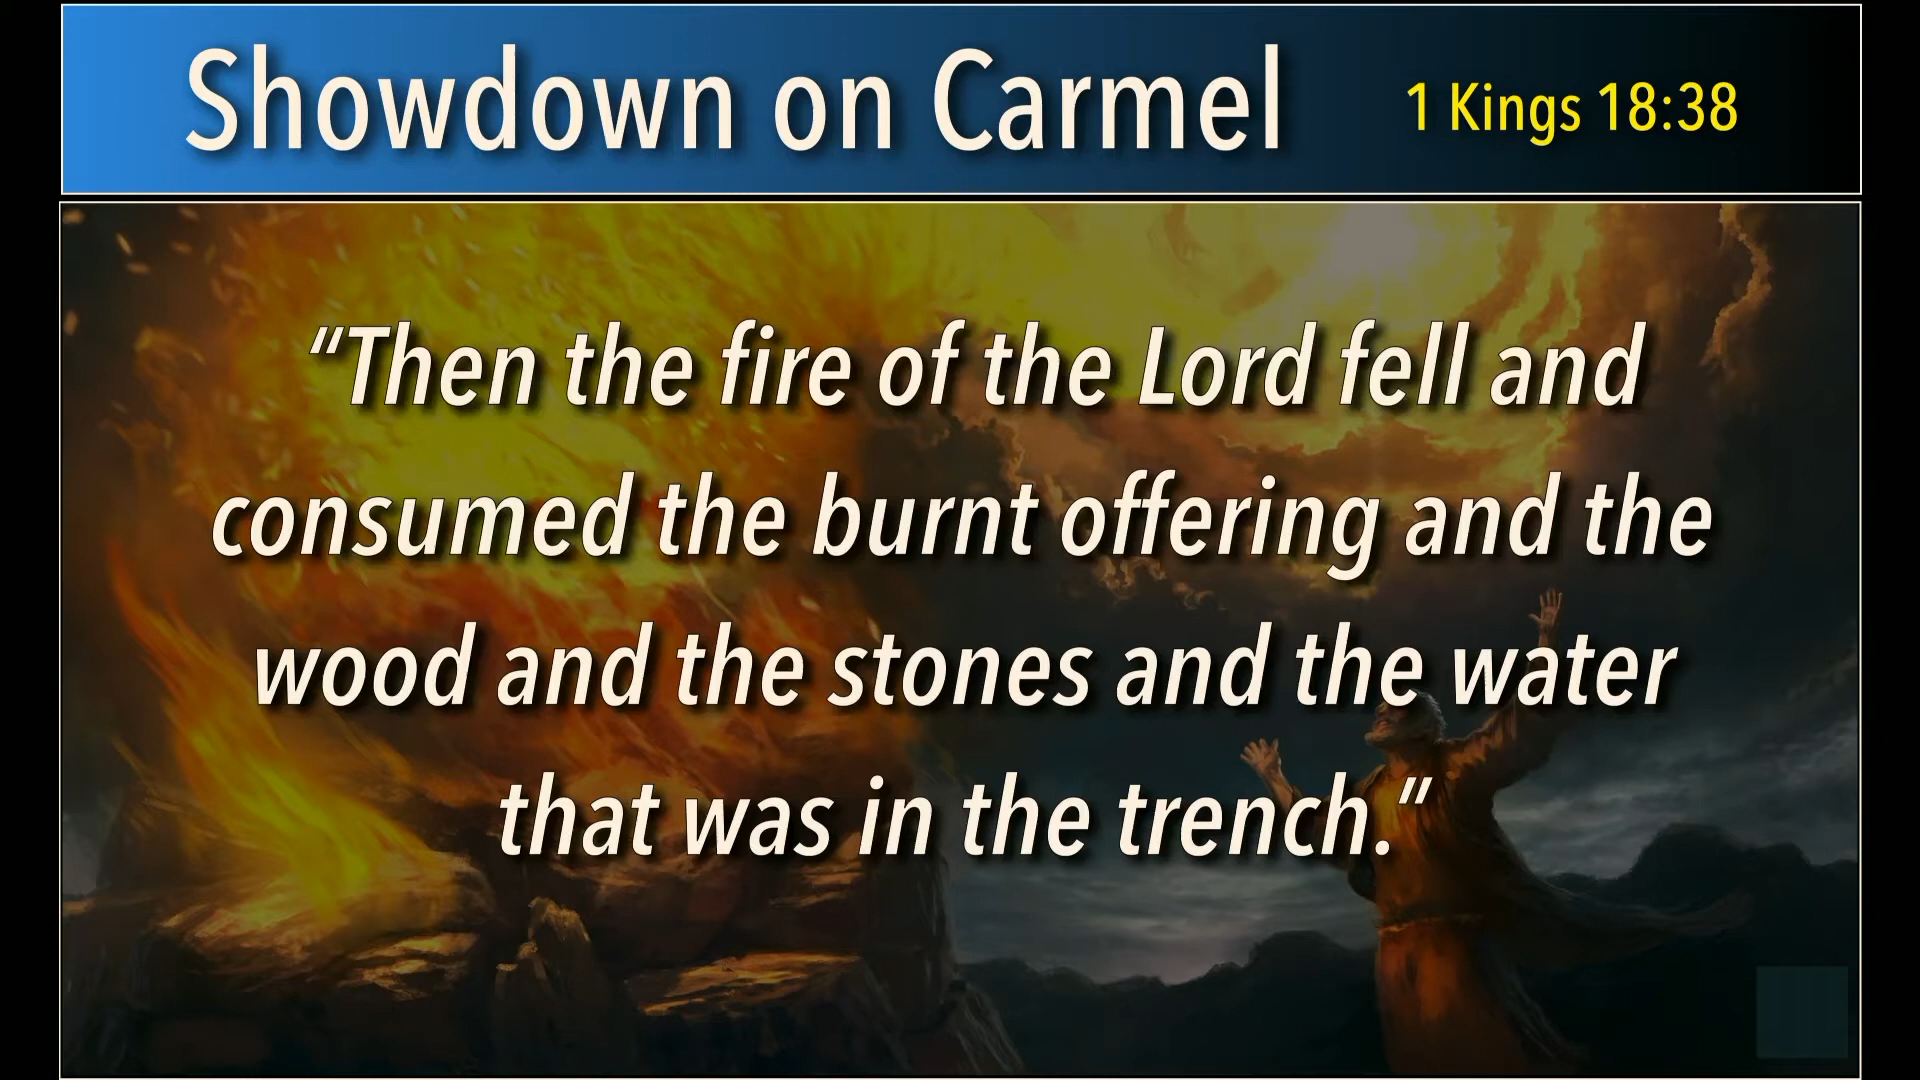 Showdown on Carmel
1 Kings 18:38
“Then the fire of the Lord fell and
consumed the burnt offering and the
wood and the stones and the water
that was in the trench.”